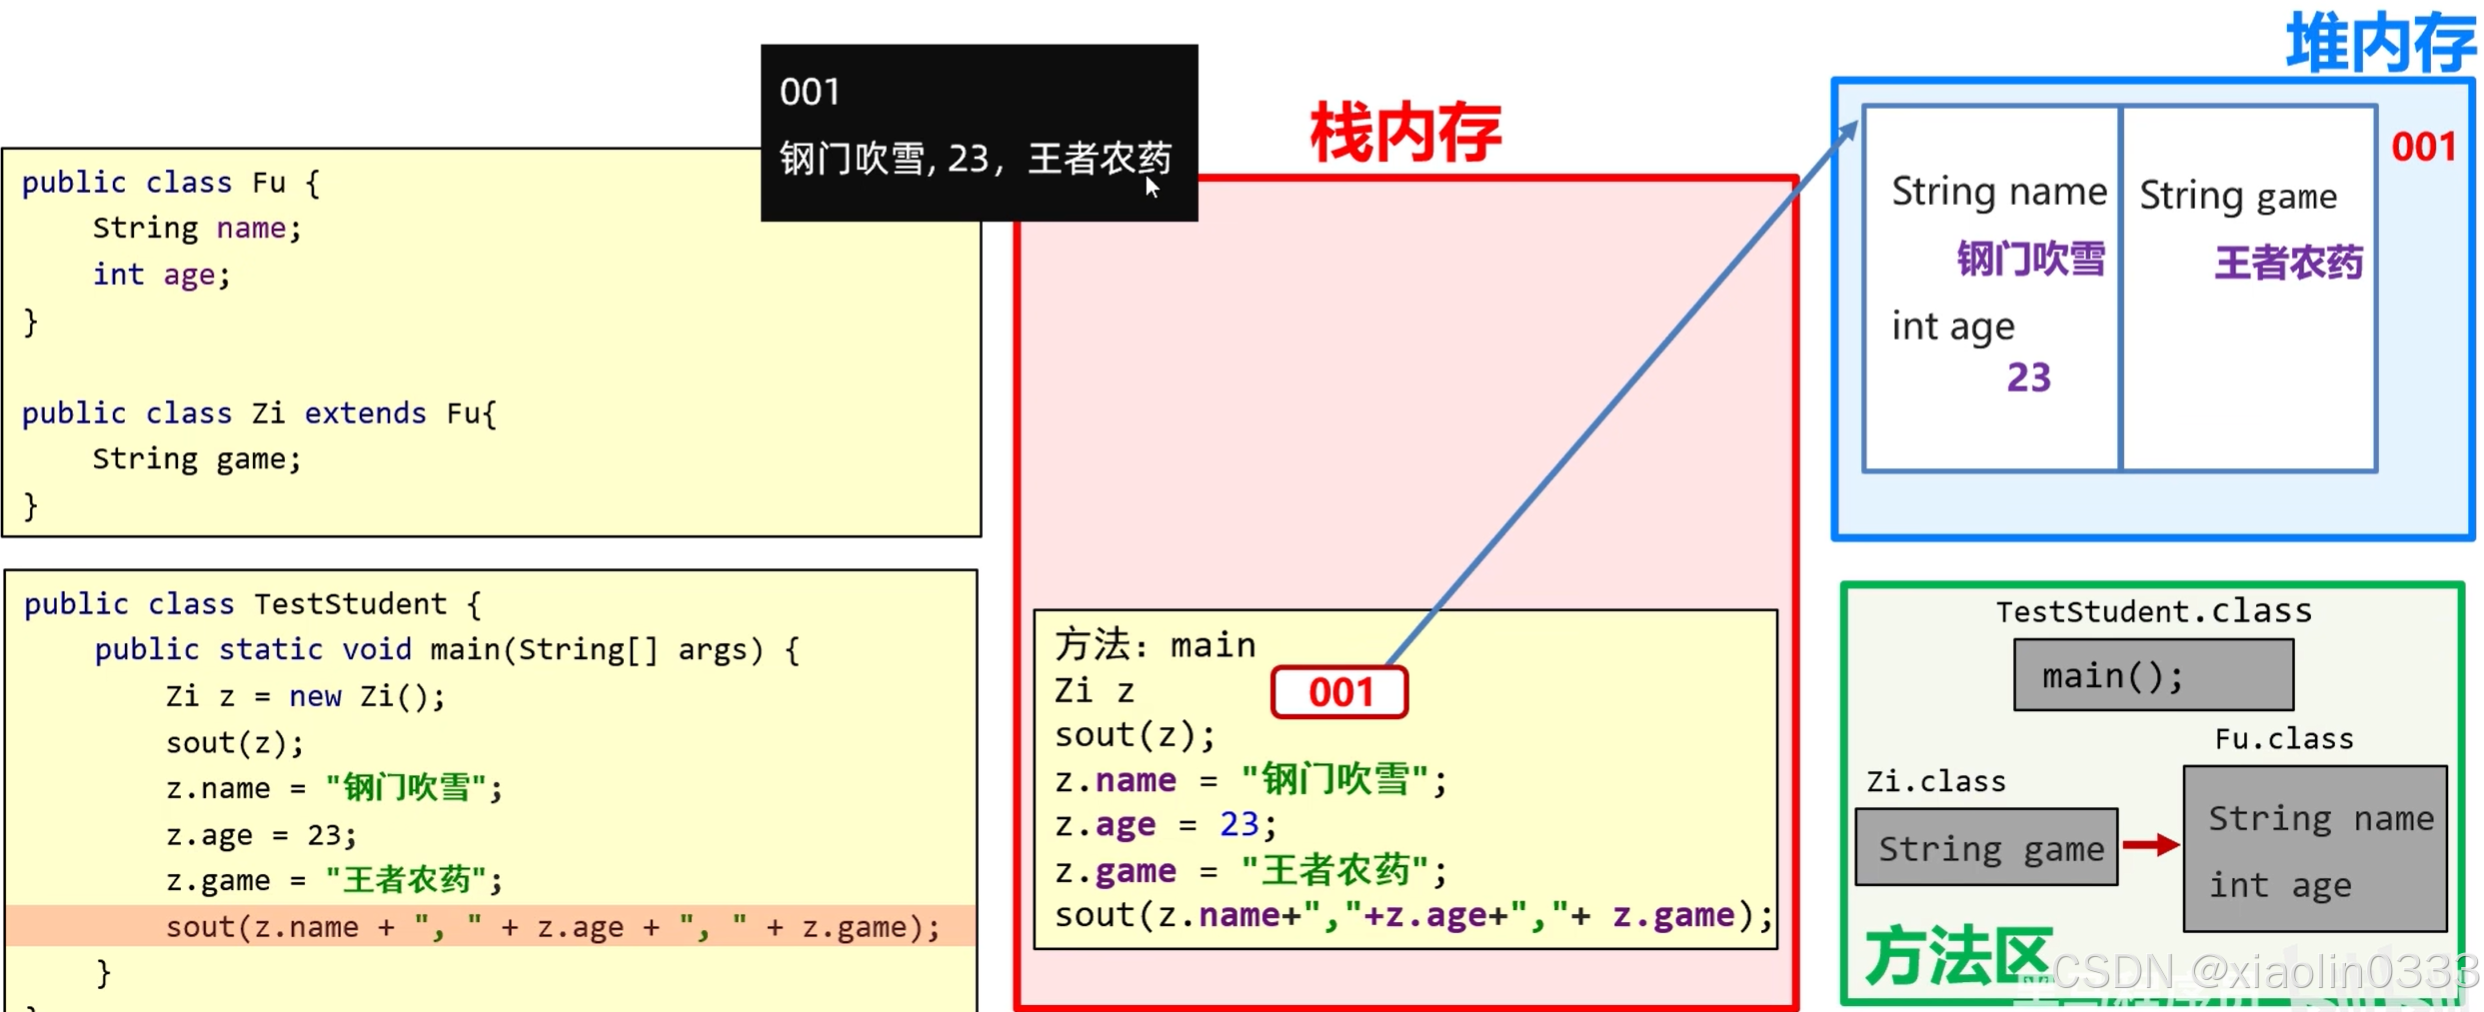 堆内存
001
钢门吹雪, 23，王者农药
栈内存
001
String name
String game
钢门吹雪
王者农药
int age
23
public class Fu {
String name;
int age;
}
public class Zi extends Fu{
String game;
}
public class TestStudent {
public static void main(String[] args) {
Zi z = new Zi();
sout(z);
z.name = "钢门吹雪";
z.age = 23;
z.game = "王者农药";
sout(z.name + ", " + z.age + ", " + z.game);
}
方法：main
Zi z
001
sout(z);
z.name = "钢门吹雪";
z.age = 23;
z.game = "王者农药";
sout(z.name+","+z.age+","+ z.game);
TestStudent.class
main();
Fu.class
Zi.class
String name
String game
int age
方法区
CSDN @xiaolin0333